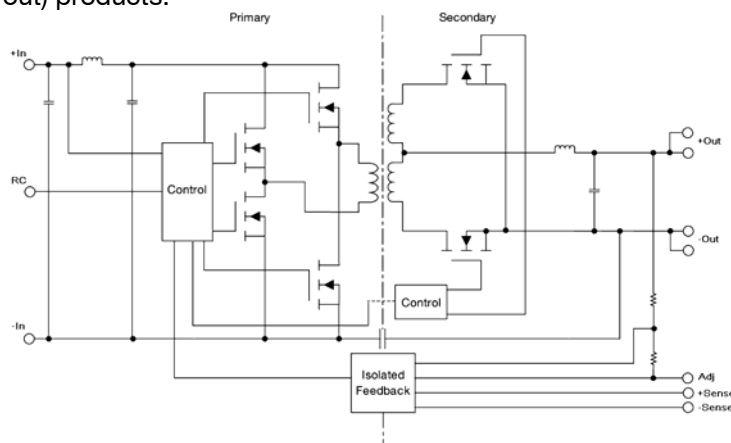 out) products.
Primary
Secondary
+In
+Out
RC
Control
-Out
Control
-In
Isolated
Feedback
Adj
+Sense
-Sense